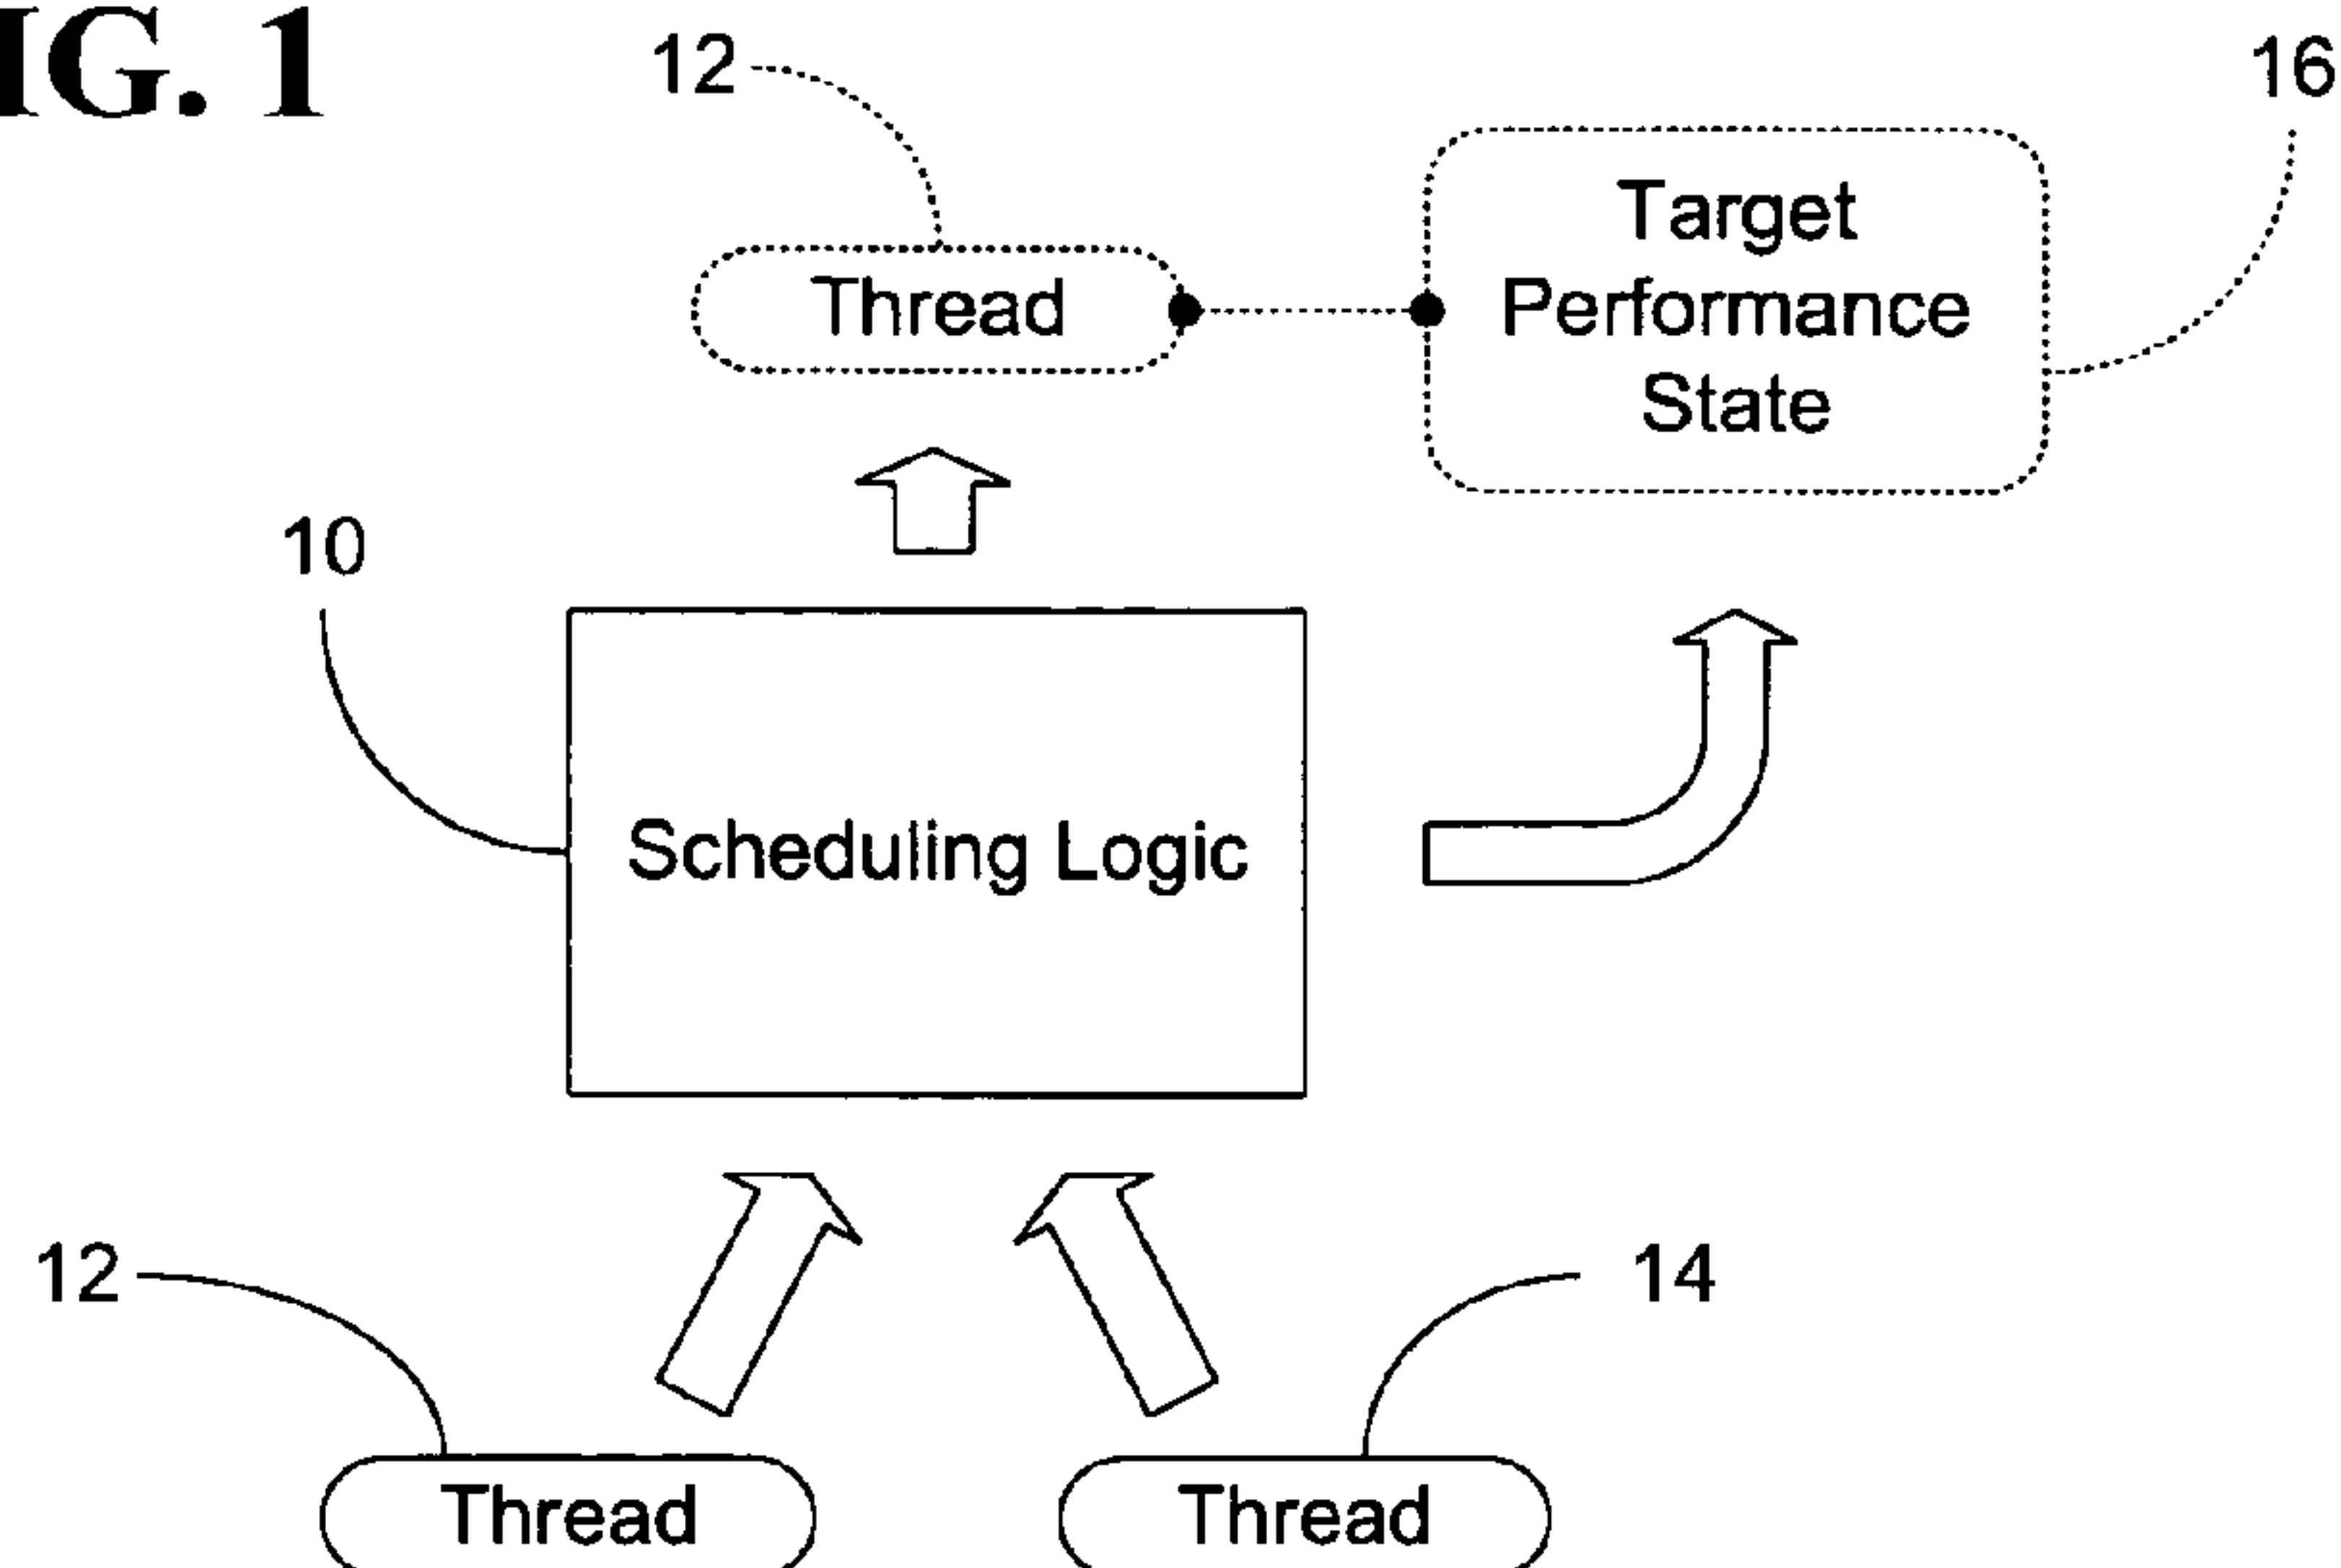 IG. 1
12
16
Target
Thread
Performance
State
10
Scheduling Logic
12
14
Thread
Thread